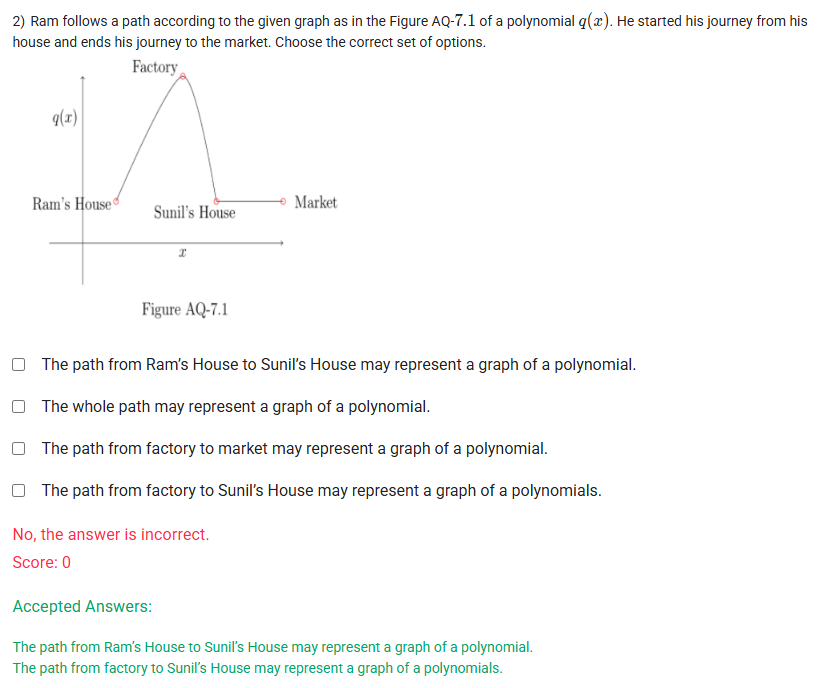 2) Ram follows a path according to the given graph as in the Figure AQ-7.1 of a polynomial q(x). He started his journey from his
house and ends his journey to the market. Choose the correct set of options.
Factory
q(x)
Ram's House
Sunil's House
Market
x
Figure AQ-7.1
The path from Ram's House to Sunil's House may represent a graph of a polynomial.
The whole path may represent a graph of a polynomial.
The path from factory to market may represent a graph of a polynomial.
The path from factory to Sunil's House may represent a graph of a polynomials.
No, the answer is incorrect.
Score: 0
Accepted Answers:
The path from Ram's House to Sunil's House may represent a graph of a polynomial.
The path from factory to Sunil's House may represent a graph of a polynomials.